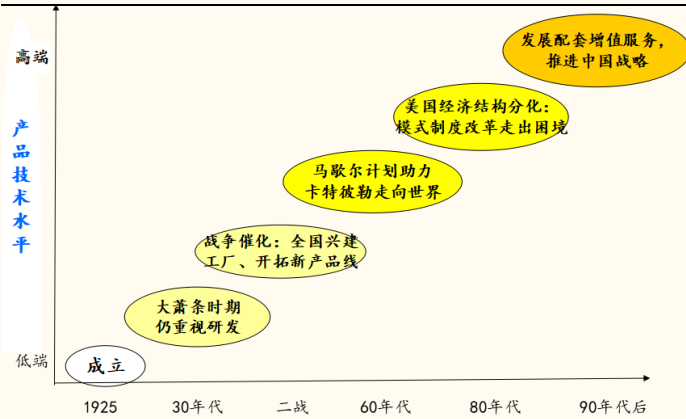 高端
发展配套增值服务，
推进中国战略
美国经济结构分化：
模式制度改革走出困境
产品技术水平
马歇尔计划助力
卡特彼勒走向世界
战争催化：全国兴建
工厂、开拓新产品线
大萧条时期
仍重视研发
低端
成立
1925
30年代
二战
60年代
80年代
90年代后